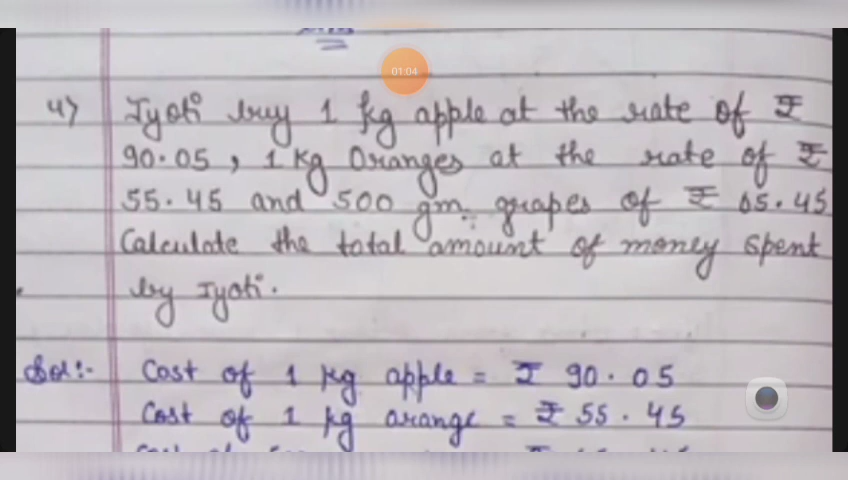 01:04
4) Jyoti buy 1 kg apple at the rate of ₹
90.05, 1 kg Oranges at the rate of ₹
55.45 and 500 gm. grapes of ₹ 65.45
Calculate the total amount of money spent
by Jyoti.
Sol:- Cost of 1 kg apple = ₹ 90.05
Cost of 1 kg orange = ₹ 55.45